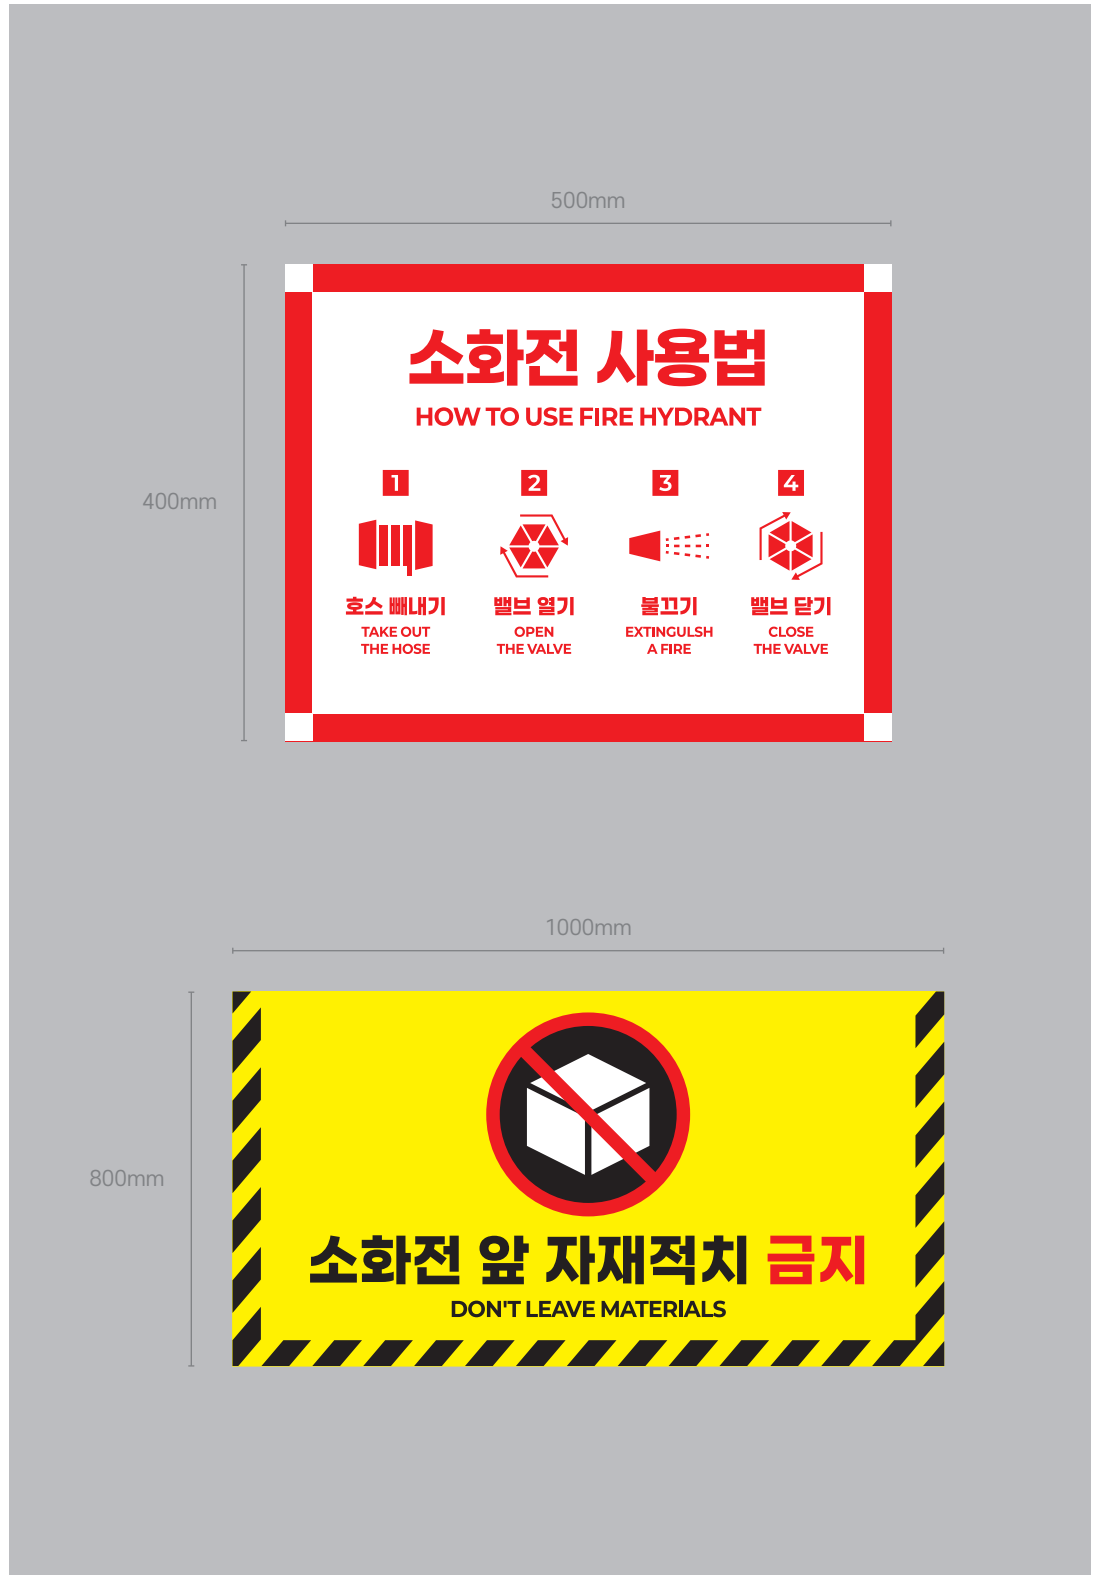 500mm
400mm
소화전 사용법
HOW TO USE FIRE HYDRANT
1
2
3
4
호스 빼내기
밸브 열기
불끄기
밸브 닫기
TAKE OUT
THE HOSE
OPEN
THE VALVE
EXTINGULSH
A FIRE
CLOSE
THE VALVE
1000mm
800mm
소화전 앞 자재적치 금지
DON'T LEAVE MATERIALS